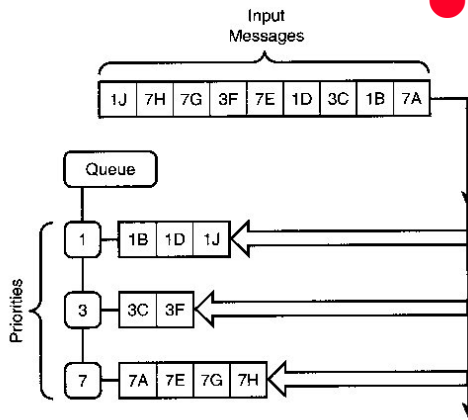 Input
Messages
1J 7H 7G 3F 7E 1D 3C 1B 7A
Queue
Priorities
1 1B 1D 1J
3 3C 3F
7 7A 7E 7G 7H